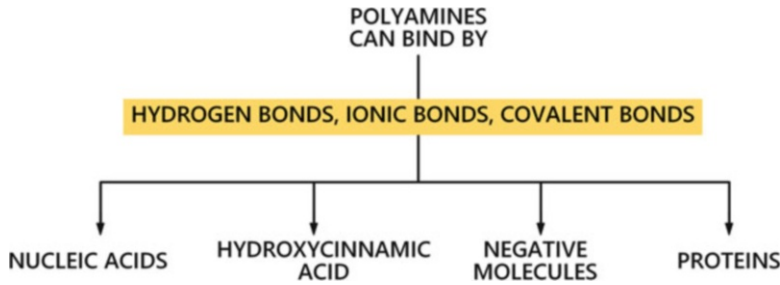 POLYAMINES
CAN BIND BY
HYDROGEN BONDS, IONIC BONDS, COVALENT BONDS
NUCLEIC ACIDS
HYDROXYCINNAMIC
ACID
NEGATIVE
MOLECULES
PROTEINS